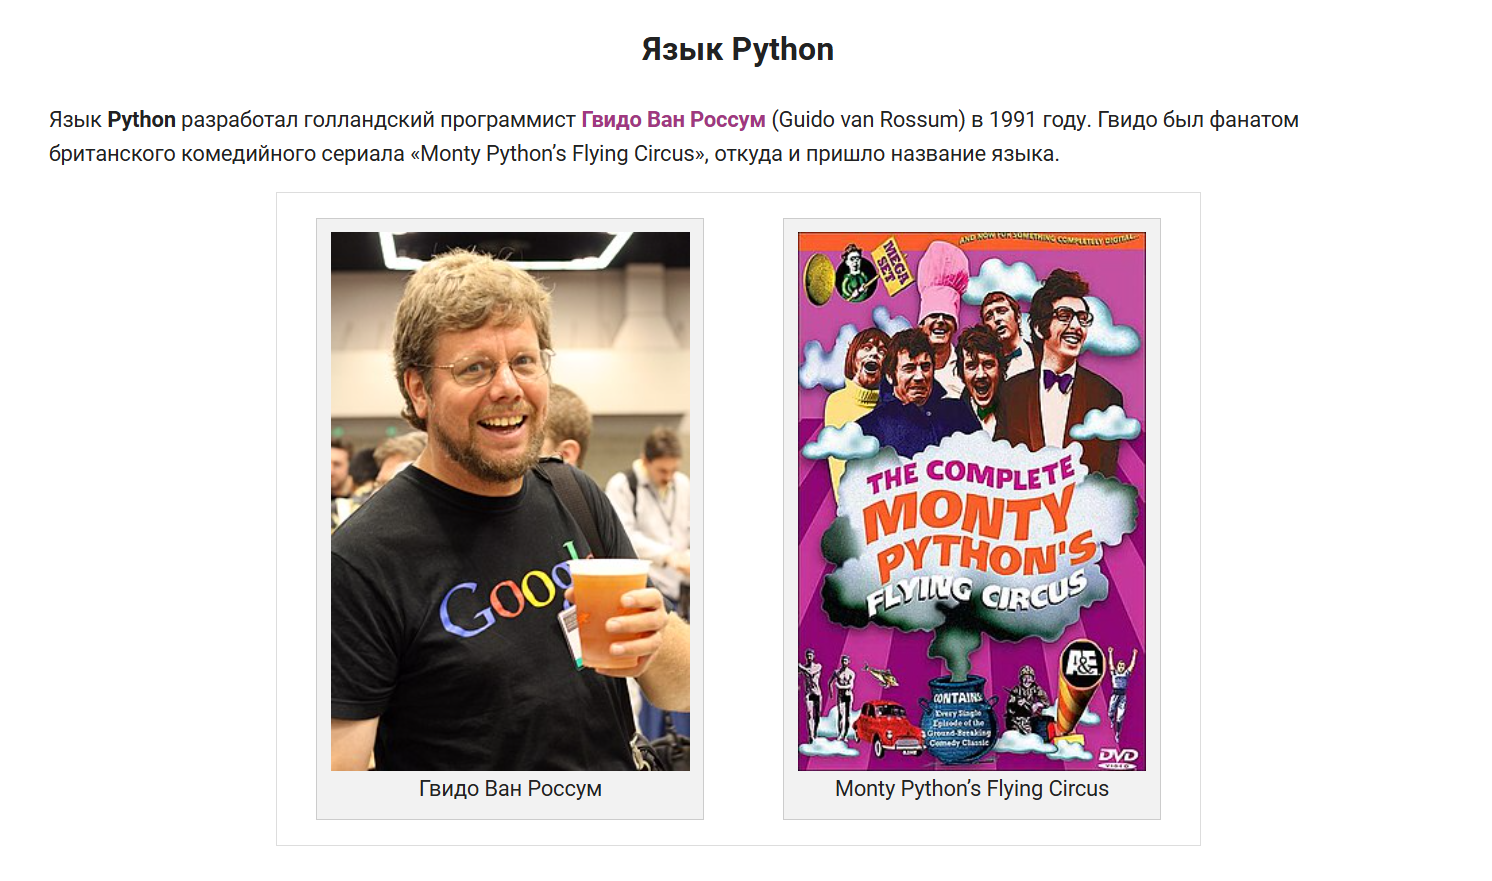 Язык Python
Язык Python разработал голландский программист Гвидо Ван Россум (Guido van Rossum) в 1991 году. Гвидо был фанатом
британского комедийного сериала «Monty Python’s Flying Circus», откуда и пришло название языка.
Google
Гвидо Ван Россум
AND NOW FOR SOMETHING COMPLETELY DIGITAL...
MEGA
SET
THE COMPLETE
MONTY
PYTHON'S
FLYING CIRCUS
A&E
CONTAINS
Every Single
Episode of the
Ground-Breaking
Comedy Classic
DVD
VIDEO
Monty Python’s Flying Circus